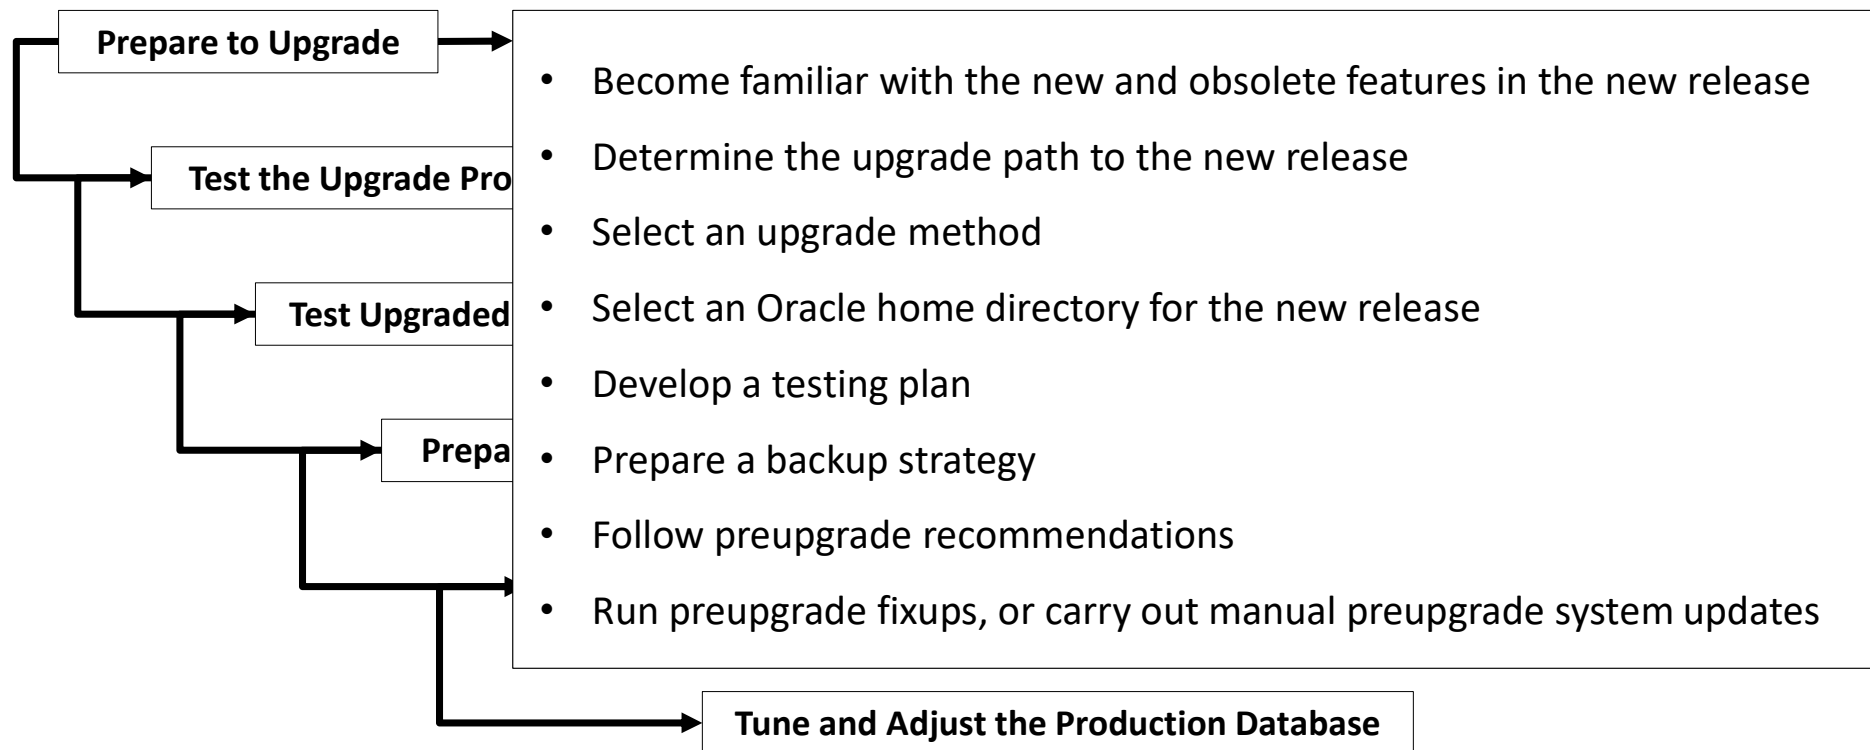 Prepare to Upgrade
• Become familiar with the new and obsolete features in the new release
• Determine the upgrade path to the new release
Test the Upgrade Pro
• Select an upgrade method
Test Upgraded
• Select an Oracle home directory for the new release
• Develop a testing plan
Prepa
• Prepare a backup strategy
• Follow preupgrade recommendations
• Run preupgrade fixups, or carry out manual preupgrade system updates
Tune and Adjust the Production Database